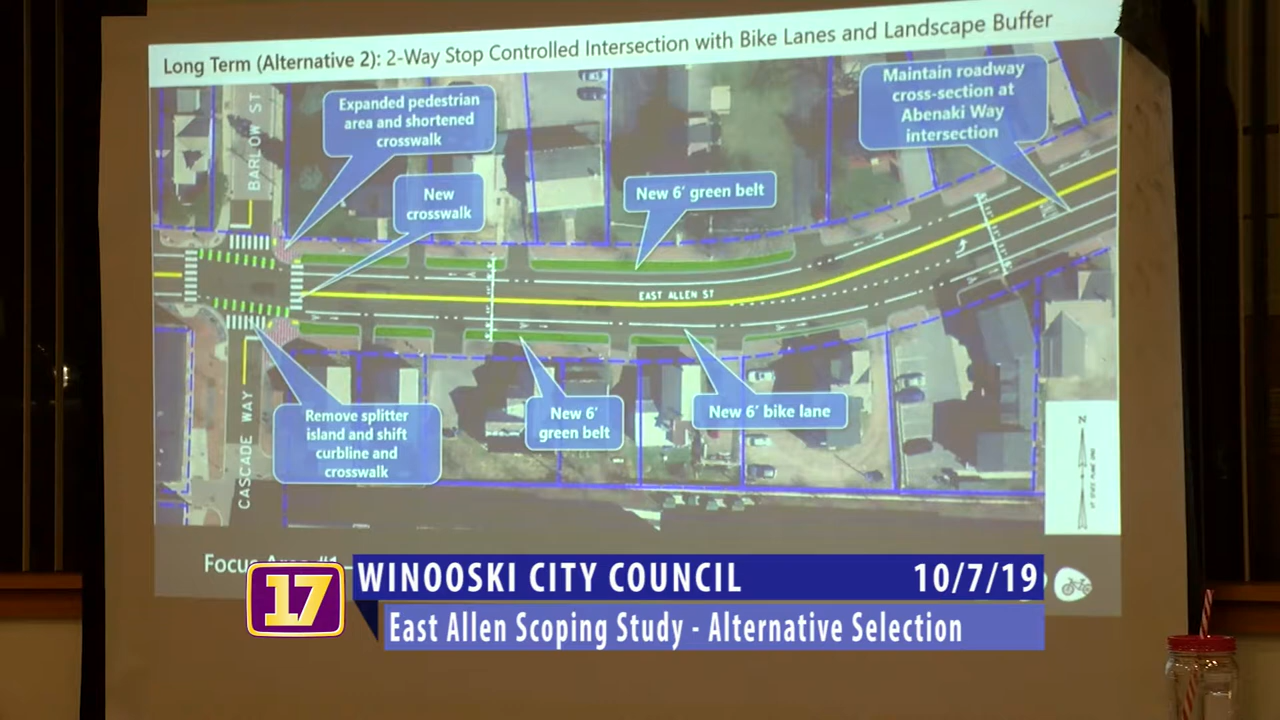 Long Term (Alternative 2): 2-Way Stop Controlled Intersection with Bike Lanes and Landscape Buffer
Expanded pedestrian
area and shortened
crosswalk
Maintain roadway
cross-section at
Abenaki Way
intersection
BARLOW ST
New
crosswalk
New 6' green belt
EAST ALLEN ST
Remove splitter
island and shift
curbline and
crosswalk
New 6'
green belt
New 6' bike lane
CASCADE WAY
N
Focus Area #1
17
WINOOSKI CITY COUNCIL 10/7/19
East Allen Scoping Study - Alternative Selection